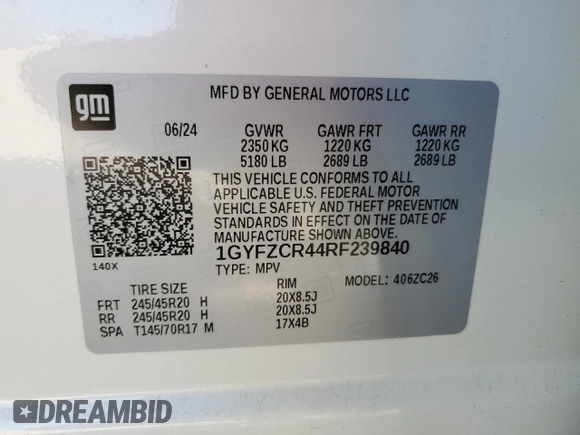 gm
MFD BY GENERAL MOTORS LLC
06/24 GVWR GAWR FRT GAWR RR
2350 KG 1220 KG 1220 KG
5180 LB 2689 LB 2689 LB
THIS VEHICLE CONFORMS TO ALL
APPLICABLE U.S. FEDERAL MOTOR
VEHICLE SAFETY AND THEFT PREVENTION
STANDARDS IN EFFECT ON THE DATE OF
MANUFACTURE SHOWN ABOVE.
140X
1GYFZCR44RF239840
TYPE: MPV MODEL: 406ZC26
TIRE SIZE RIM
FRT 245/45R20 H 20X8.5J
RR 245/45R20 H 20X8.5J
SPA T145/70R17 M 17X4B
DREAMBID